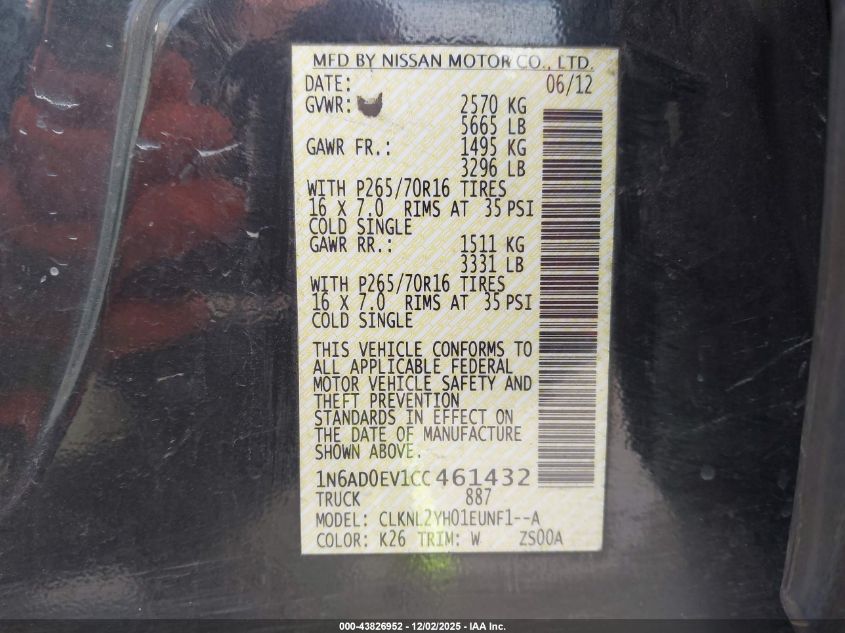 MFD BY NISSAN MOTOR CO., LTD.
DATE: 06/12
GVWR: 2570 KG
5665 LB
GAWR FR.: 1495 KG
3296 LB
WITH P265/70R16 TIRES
16 X 7.0 RIMS AT 35 PSI
COLD SINGLE
GAWR RR.: 1511 KG
3331 LB
WITH P265/70R16 TIRES
16 X 7.0 RIMS AT 35 PSI
COLD SINGLE
THIS VEHICLE CONFORMS TO
ALL APPLICABLE FEDERAL
MOTOR VEHICLE SAFETY AND
THEFT PREVENTION
STANDARDS IN EFFECT ON
THE DATE OF MANUFACTURE
SHOWN ABOVE.
1N6AD0EV1CC461432
TRUCK 887
MODEL: CLKNL2YH01EUNF1--A
COLOR: K26 TRIM: W ZS00A
000-43826952 - 12/02/2025 - IAA Inc.